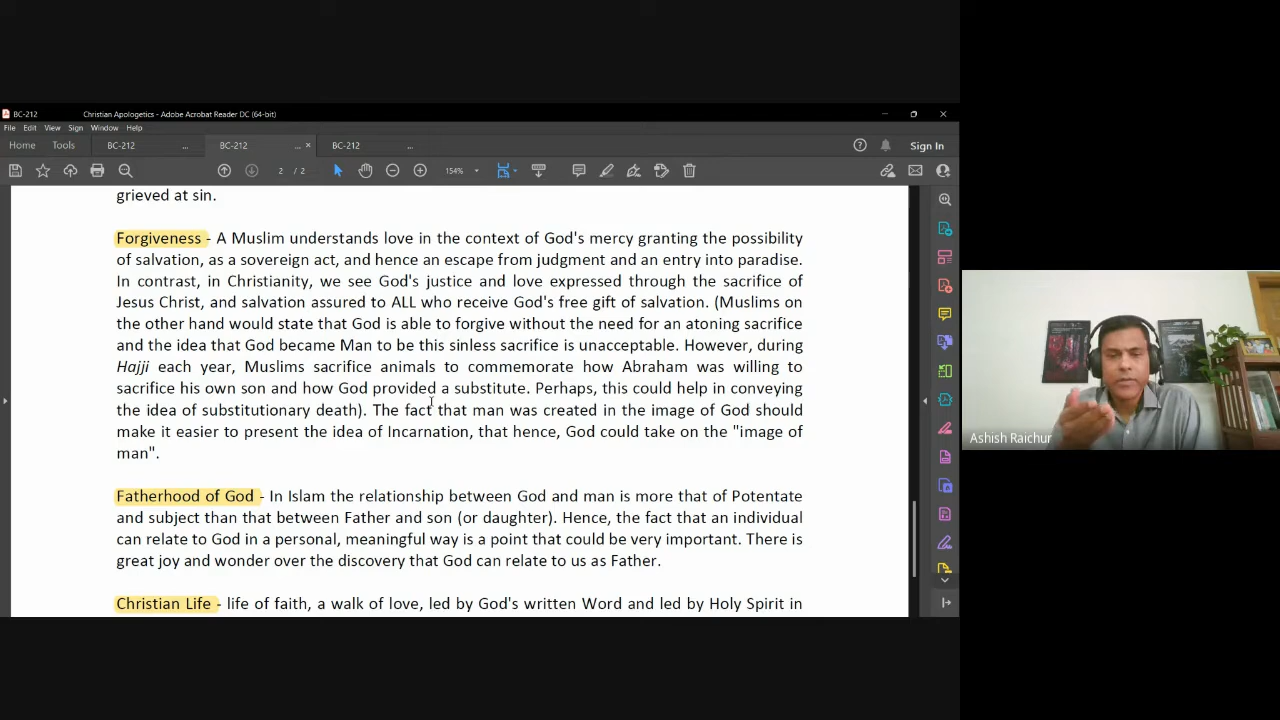 BC-212 Christian Apologetics - Adobe Acrobat Reader DC (64-bit)
File Edit View Sign Window Help
Home Tools BC-212 ... BC-212 ... × BC-212 ... Sign In
2 / 2 154%
grieved at sin.
Forgiveness - A Muslim understands love in the context of God's mercy granting the possibility
of salvation, as a sovereign act, and hence an escape from judgment and an entry into paradise.
In contrast, in Christianity, we see God's justice and love expressed through the sacrifice of
Jesus Christ, and salvation assured to ALL who receive God's free gift of salvation. (Muslims on
the other hand would state that God is able to forgive without the need for an atoning sacrifice
and the idea that God became Man to be this sinless sacrifice is unacceptable. However, during
Hajji each year, Muslims sacrifice animals to commemorate how Abraham was willing to
sacrifice his own son and how God provided a substitute. Perhaps, this could help in conveying
the idea of substitutionary death). The fact that man was created in the image of God should
make it easier to present the idea of Incarnation, that hence, God could take on the "image of
man".
Fatherhood of God - In Islam the relationship between God and man is more that of Potentate
and subject than that between Father and son (or daughter). Hence, the fact that an individual
can relate to God in a personal, meaningful way is a point that could be very important. There is
great joy and wonder over the discovery that God can relate to us as Father.
Christian Life - life of faith, a walk of love, led by God's written Word and led by Holy Spirit in
Ashish Raichur